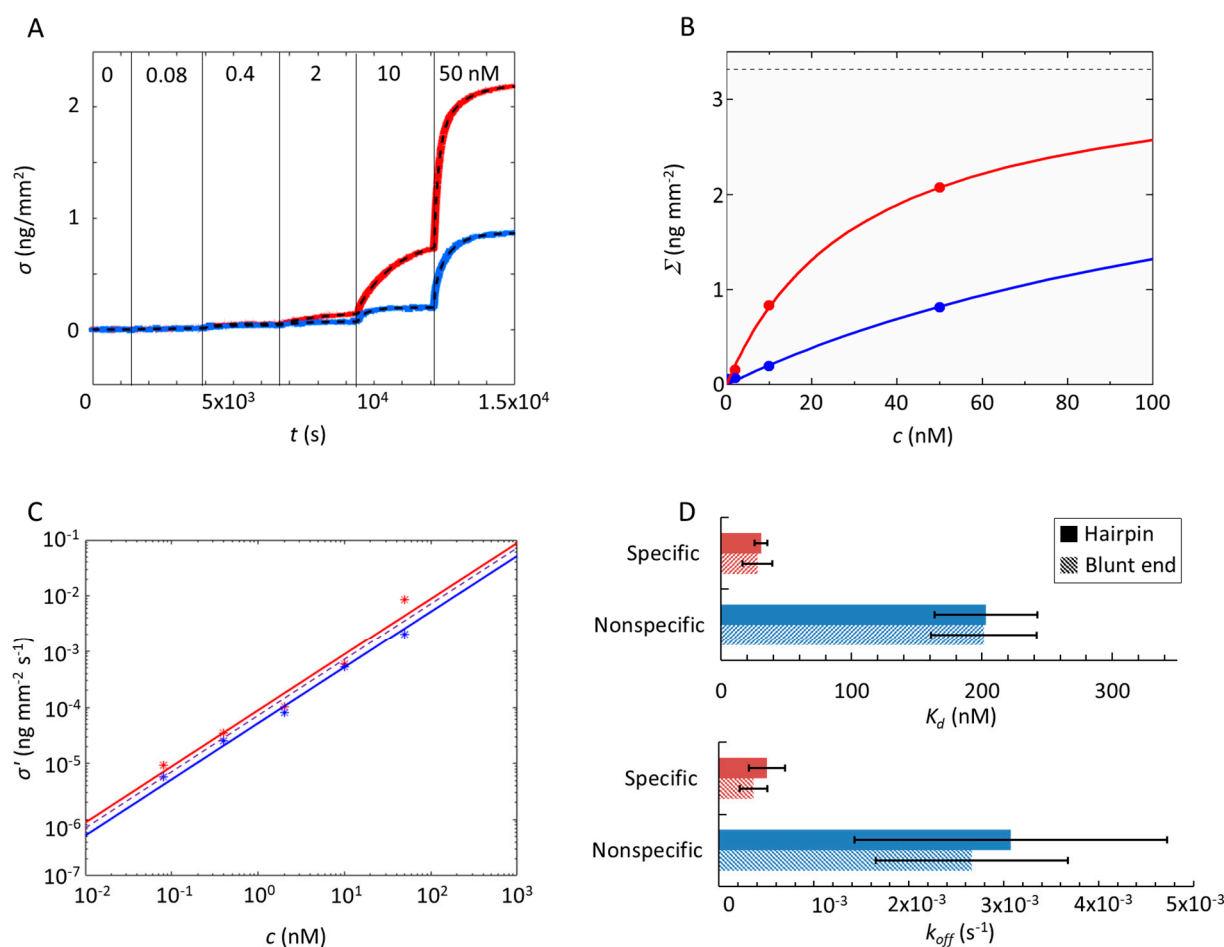 A
0 0.08 0.4 2 10 50 nM
2
1
0
σ (ng/mm²)
0 5x10³ 10⁴ 1.5x10⁴
t (s)
B
3
2
1
0
Σ (ng mm⁻²)
0 20 40 60 80 100
c (nM)
C
10⁻¹
10⁻²
10⁻³
10⁻⁴
10⁻⁵
10⁻⁶
10⁻⁷
σ' (ng mm⁻² s⁻¹)
10⁻² 10⁻¹ 10⁰ 10¹ 10² 10³
c (nM)
D
Hairpin
Blunt end
Specific
Nonspecific
0 100 200 300
K_d (nM)
Specific
Nonspecific
0 10⁻³ 2x10⁻³ 3x10⁻³ 4x10⁻³ 5x10⁻³
k_off (s⁻¹)